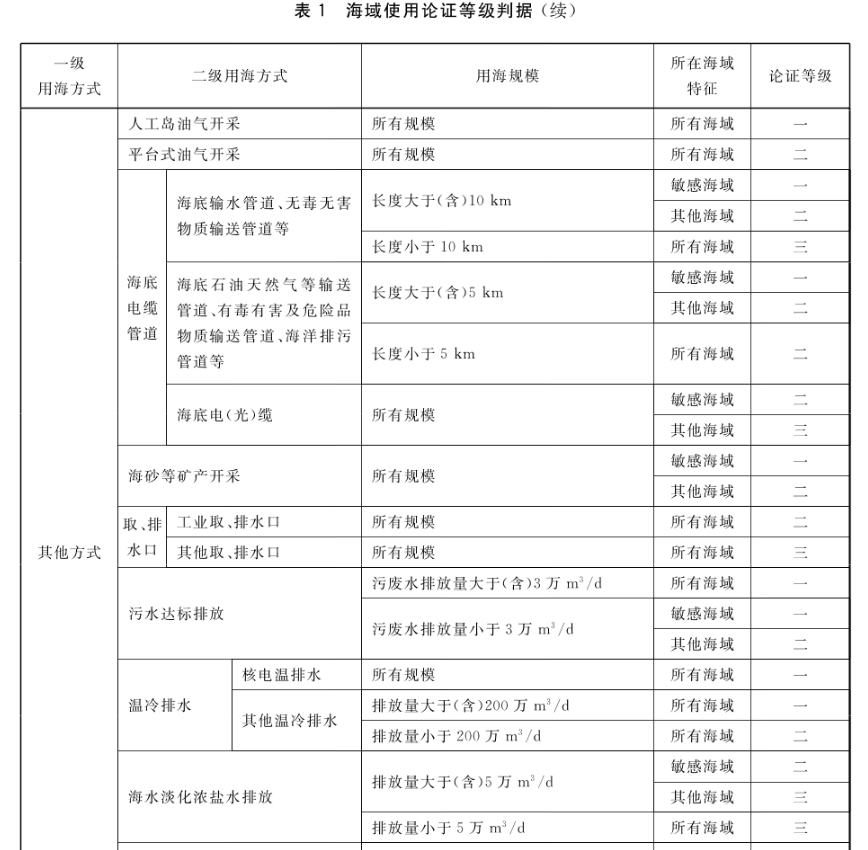 表 1 海域使用论证等级判据(续)
一级
用海方式
二级用海方式
用海规模
所在海域
特征
论证等级
其他方式
人工岛油气开采
所有规模
所有海域
一
平台式油气开采
所有规模
所有海域
二
海底
电缆
管道
海底输水管道、无毒无害
物质输送管道等
长度大于(含)10 km
敏感海域
一
其他海域
二
长度小于 10 km
所有海域
三
海底石油天然气等输送
管道、有毒有害及危险品
物质输送管道、海洋排污
管道等
长度大于(含)5 km
敏感海域
一
其他海域
二
长度小于 5 km
所有海域
二
海底电(光)缆
所有规模
敏感海域
二
其他海域
三
海砂等矿产开采
所有规模
敏感海域
一
其他海域
二
取、排
水口
工业取、排水口
所有规模
所有海域
二
其他取、排水口
所有规模
所有海域
三
污水达标排放
污废水排放量大于(含)3 万 m³/d
所有海域
一
污废水排放量小于 3 万 m³/d
敏感海域
一
其他海域
二
温冷排水
核电温排水
所有规模
所有海域
一
其他温冷排水
排放量大于(含)200 万 m³/d
所有海域
一
排放量小于 200 万 m³/d
所有海域
二
海水淡化浓盐水排放
排放量大于(含)5 万 m³/d
敏感海域
二
其他海域
三
排放量小于 5 万 m³/d
所有海域
三